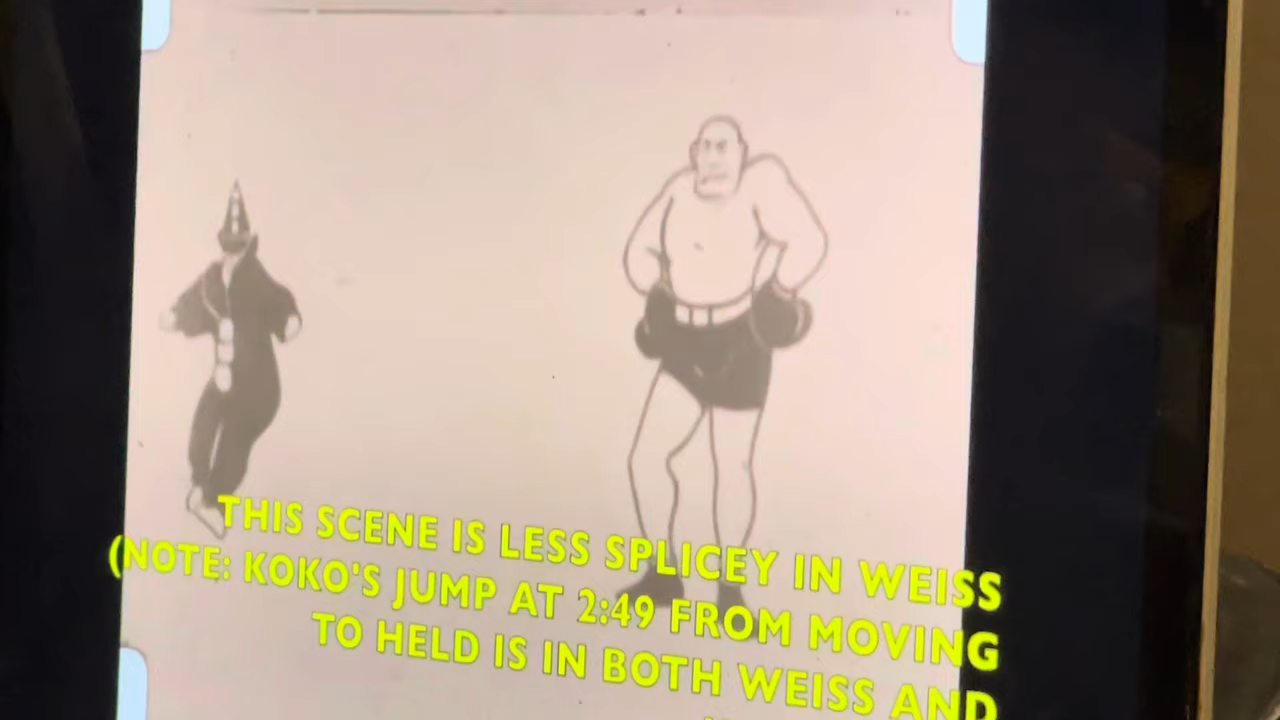 THIS SCENE IS LESS SPLICEY IN WEISS
(NOTE: KOKO'S JUMP AT 2:49 FROM MOVING
TO HELD IS IN BOTH WEISS AND